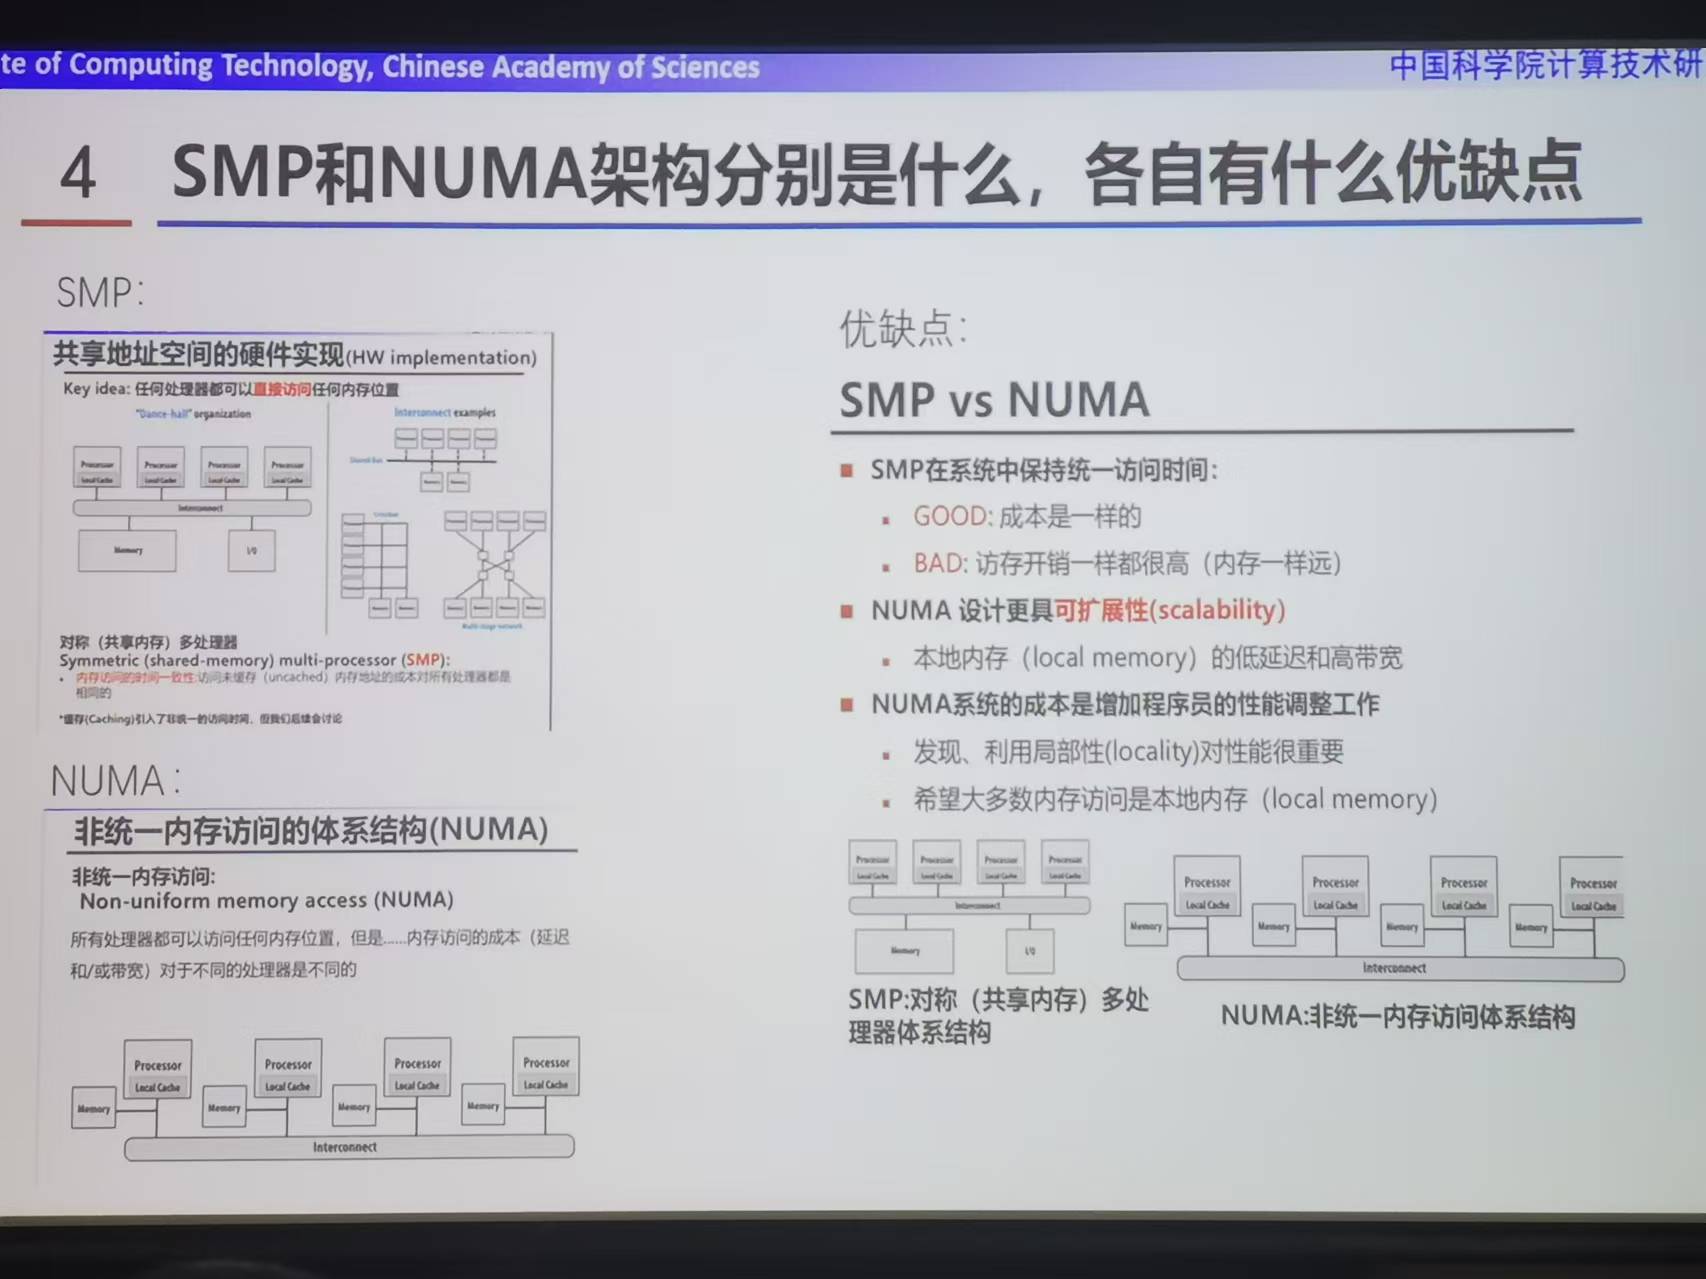 te of Computing Technology, Chinese Academy of Sciences
中国科学院计算技术研
4
SMP和NUMA架构分别是什么，各自有什么优缺点
SMP：
共享地址空间的硬件实现(HW implementation)
Key idea: 任何处理器都可以直接访问任何内存位置
"Dance-hall" organization
Interconnect examples
Processor Processor Processor Processor
Local Cache Local Cache Local Cache Local Cache
Interconnect
Memory I/O
Shared Bus
Crossbar
Multi-stage network
对称（共享内存）多处理器
Symmetric (shared-memory) multi-processor (SMP):
内存访问的时间一致性:访问未缓存（uncached）内存地址的成本对所有处理器都是
相同的
*缓存(Caching)引入了非统一的访问时间，但我们后续会讨论
NUMA：
非统一内存访问的体系结构(NUMA)
非统一内存访问:
Non-uniform memory access (NUMA)
所有处理器都可以访问任何内存位置，但是......内存访问的成本（延迟
和/或带宽）对于不同的处理器是不同的
Processor Processor Processor Processor
Local Cache Local Cache Local Cache Local Cache
Memory Memory Memory Memory
Interconnect
优缺点：
SMP vs NUMA
SMP在系统中保持统一访问时间：
GOOD: 成本是一样的
BAD: 访存开销一样都很高（内存一样远）
NUMA 设计更具可扩展性(scalability)
本地内存（local memory）的低延迟和高带宽
NUMA系统的成本是增加程序员的性能调整工作
发现、利用局部性(locality)对性能很重要
希望大多数内存访问是本地内存（local memory）
Processor Processor Processor Processor
Local Cache Local Cache Local Cache Local Cache
Interconnect
Memory I/O
SMP:对称（共享内存）多处
理器体系结构
Processor Processor Processor Processor
Local Cache Local Cache Local Cache Local Cache
Memory Memory Memory Memory
Interconnect
NUMA:非统一内存访问体系结构